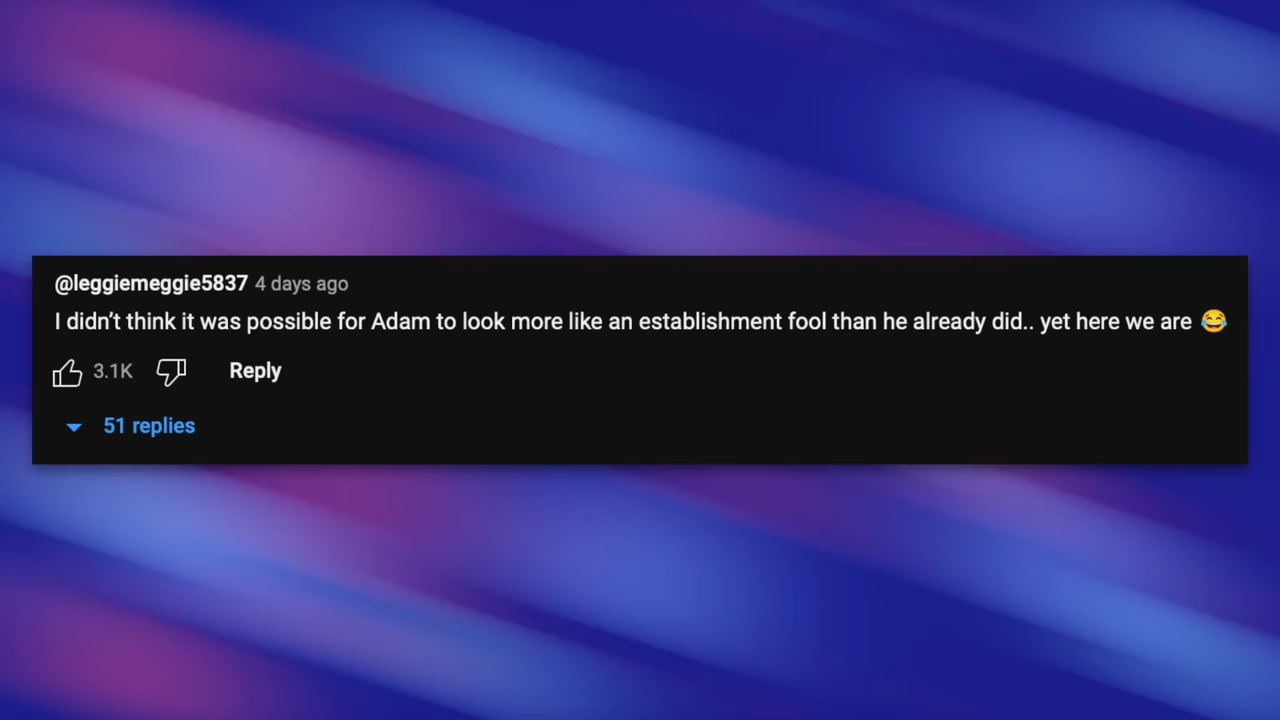 @leggiemeggie5837 4 days ago
I didn’t think it was possible for Adam to look more like an establishment fool than he already did.. yet here we are 😂
3.1K Reply
51 replies